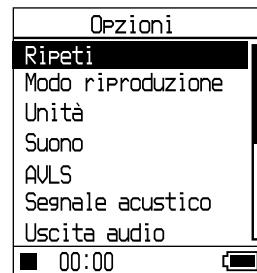 Opzioni
Ripeti
Modo riproduzione
Unità
Suono
AVLS
Segnale acustico
Uscita audio
00:00